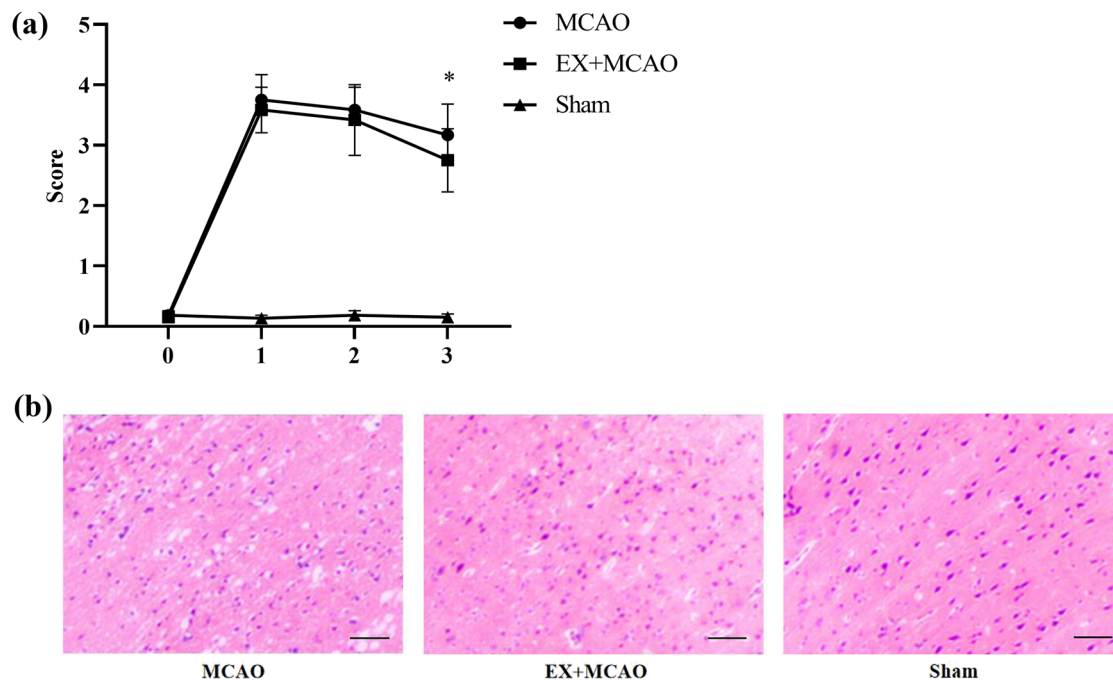 (a)
MCAO
EX+MCAO
Sham
*
Score
5
4
3
2
1
0
0 1 2 3
(b)
MCAO EX+MCAO Sham